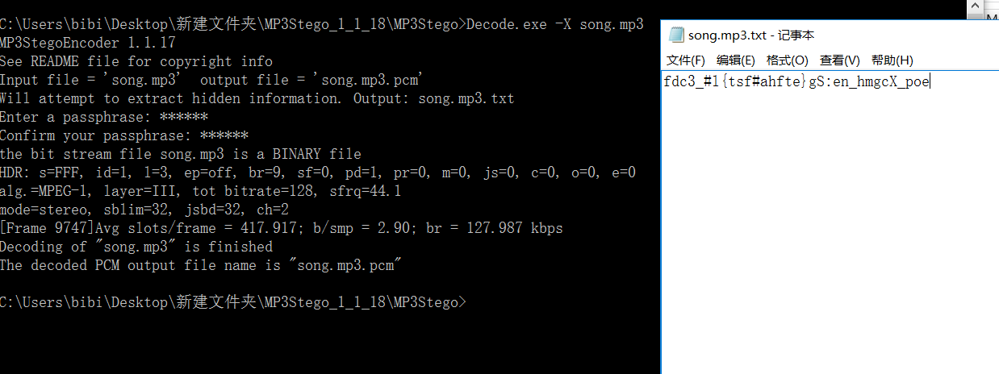 C:\Users\bibi\Desktop\新建文件夹\MP3Stego_1_1_18\MP3Stego>Decode.exe -X song.mp3
MP3StegoEncoder 1.1.17
See README file for copyright info
Input file = 'song.mp3'  output file = 'song.mp3.pcm'
Will attempt to extract hidden information. Output: song.mp3.txt
Enter a passphrase: ******
Confirm your passphrase: ******
the bit stream file song.mp3 is a BINARY file
HDR: s=FFF, id=1, l=3, ep=off, br=9, sf=0, pd=1, pr=0, m=0, js=0, c=0, o=0, e=0
alg.=MPEG-1, layer=III, tot bitrate=128, sfrq=44.1
mode=stereo, sblim=32, jsbd=32, ch=2
[Frame 9747]Avg slots/frame = 417.917; b/smp = 2.90; br = 127.987 kbps
Decoding of "song.mp3" is finished
The decoded PCM output file name is "song.mp3.pcm"
C:\Users\bibi\Desktop\新建文件夹\MP3Stego_1_1_18\MP3Stego>
song.mp3.txt - 记事本
文件(F) 编辑(E) 格式(O) 查看(V) 帮助(H)
fdc3_#l{tsf#ahfte}gS:en_hmgcX_poe